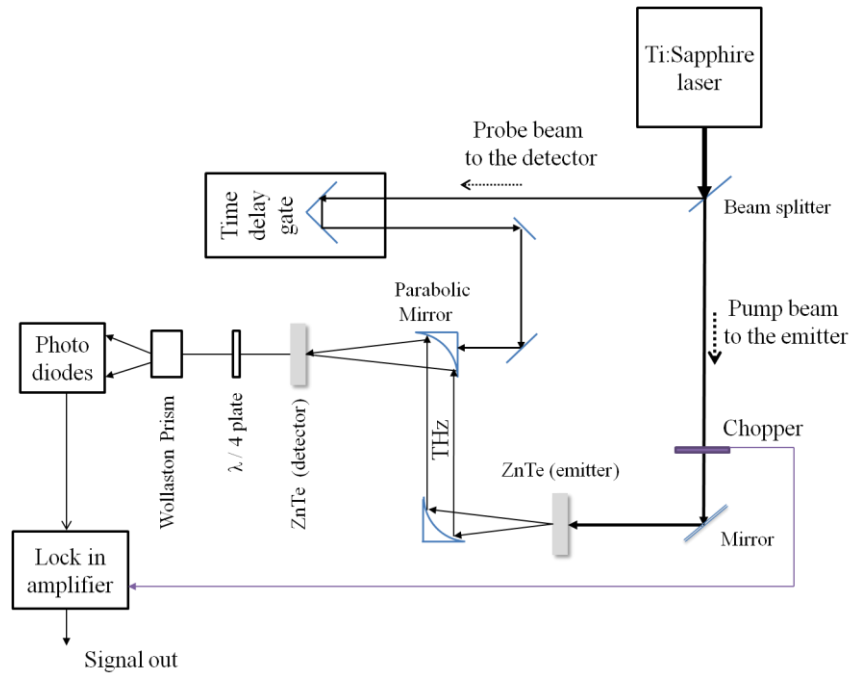 Ti:Sapphire
laser
Probe beam
to the detector
Time
delay
gate
Beam splitter
Parabolic
Mirror
Pump beam
to the emitter
Photo
diodes
Wollaston Prism
λ / 4 plate
ZnTe (detector)
THz
ZnTe (emitter)
Chopper
Mirror
Lock in
amplifier
Signal out